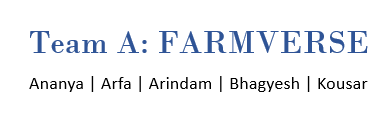 Team A: FARMVERSE
Ananya | Arfa | Arindam | Bhagyesh | Kousar